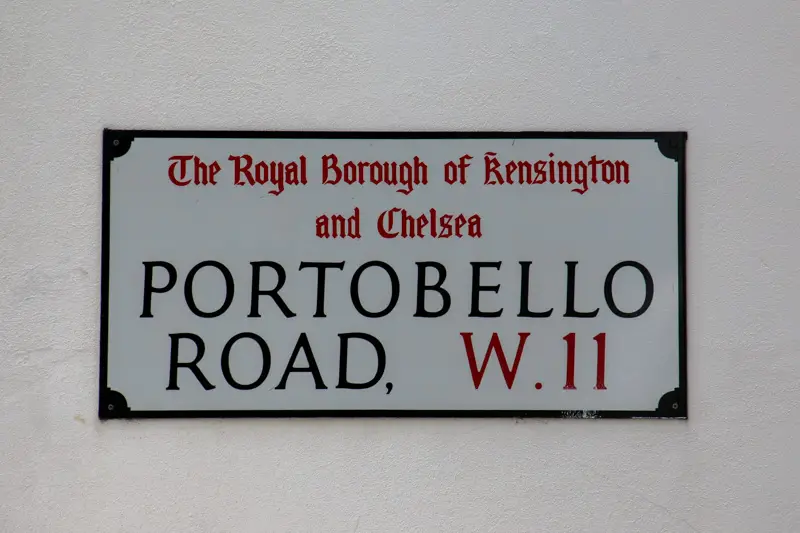 The Royal Borough of Kensington
and Chelsea
PORTOBELLO
ROAD, W.11